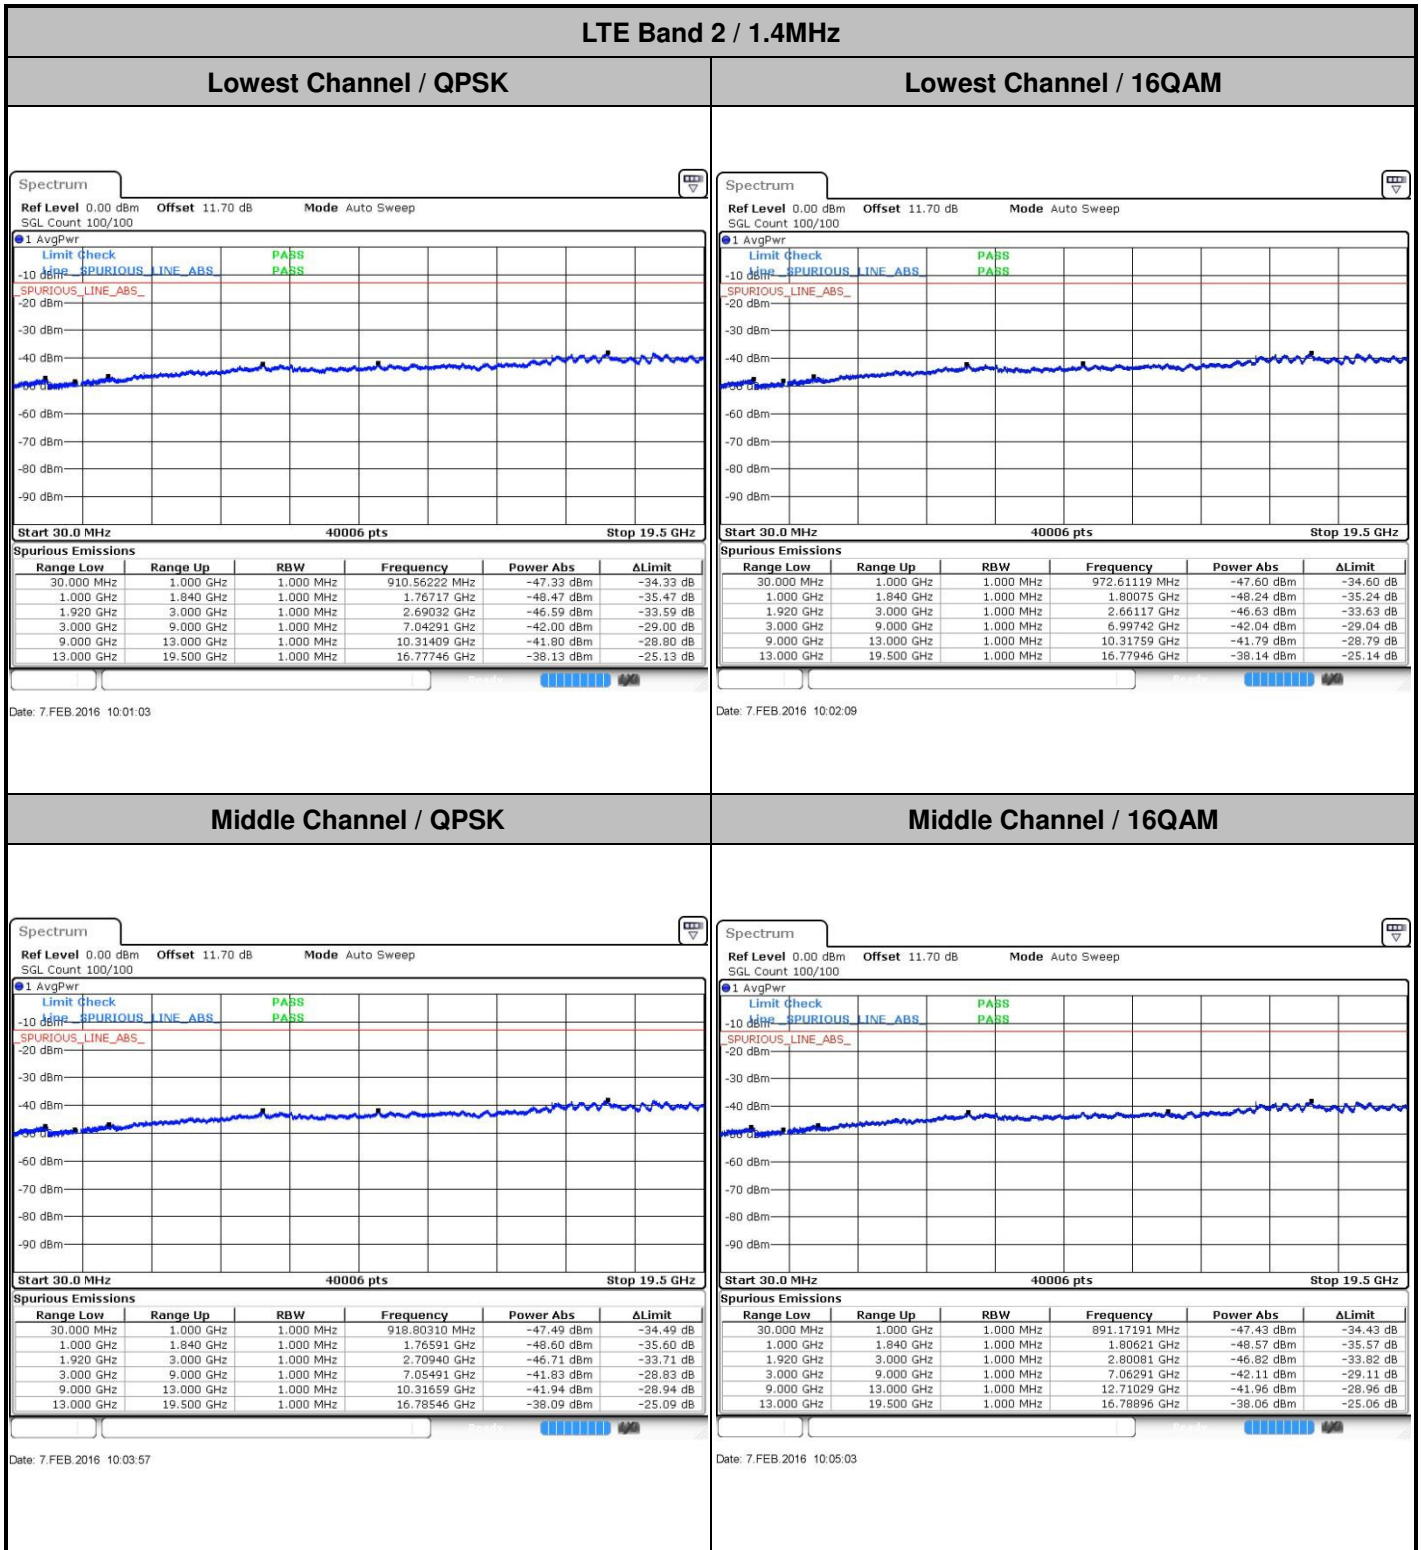 LTE Band 2 / 1.4MHz
Lowest Channel / QPSK
Lowest Channel / 16QAM
Spectrum
Ref Level 0.00 dBm Offset 11.70 dB Mode Auto Sweep
SGL Count 100/100
1 AvgPwr
Limit Check PASS
Line _SPURIOUS_LINE_ABS_ PASS
-10 dBm
_SPURIOUS_LINE_ABS_
-20 dBm
-30 dBm
-40 dBm
-60 dBm
-70 dBm
-80 dBm
-90 dBm
Start 30.0 MHz 40006 pts Stop 19.5 GHz
Spurious Emissions
Range Low Range Up RBW Frequency Power Abs ΔLimit
30.000 MHz 1.000 GHz 1.000 MHz 910.56222 MHz -47.33 dBm -34.33 dB
1.000 GHz 1.840 GHz 1.000 MHz 1.76717 GHz -48.47 dBm -35.47 dB
1.920 GHz 3.000 GHz 1.000 MHz 2.69032 GHz -46.59 dBm -33.59 dB
3.000 GHz 9.000 GHz 1.000 MHz 7.04291 GHz -42.00 dBm -29.00 dB
9.000 GHz 13.000 GHz 1.000 MHz 10.31409 GHz -41.80 dBm -28.80 dB
13.000 GHz 19.500 GHz 1.000 MHz 16.77746 GHz -38.13 dBm -25.13 dB
Date: 7.FEB.2016 10:01:03
Spectrum
Ref Level 0.00 dBm Offset 11.70 dB Mode Auto Sweep
SGL Count 100/100
1 AvgPwr
Limit Check PASS
Line _SPURIOUS_LINE_ABS_ PASS
-10 dBm
_SPURIOUS_LINE_ABS_
-20 dBm
-30 dBm
-40 dBm
-60 dBm
-70 dBm
-80 dBm
-90 dBm
Start 30.0 MHz 40006 pts Stop 19.5 GHz
Spurious Emissions
Range Low Range Up RBW Frequency Power Abs ΔLimit
30.000 MHz 1.000 GHz 1.000 MHz 972.61119 MHz -47.60 dBm -34.60 dB
1.000 GHz 1.840 GHz 1.000 MHz 1.80075 GHz -48.24 dBm -35.24 dB
1.920 GHz 3.000 GHz 1.000 MHz 2.66117 GHz -46.63 dBm -33.63 dB
3.000 GHz 9.000 GHz 1.000 MHz 6.99742 GHz -42.04 dBm -29.04 dB
9.000 GHz 13.000 GHz 1.000 MHz 10.31759 GHz -41.79 dBm -28.79 dB
13.000 GHz 19.500 GHz 1.000 MHz 16.77946 GHz -38.14 dBm -25.14 dB
Date: 7.FEB.2016 10:02:09
Middle Channel / QPSK
Middle Channel / 16QAM
Spectrum
Ref Level 0.00 dBm Offset 11.70 dB Mode Auto Sweep
SGL Count 100/100
1 AvgPwr
Limit Check PASS
Line _SPURIOUS_LINE_ABS_ PASS
-10 dBm
_SPURIOUS_LINE_ABS_
-20 dBm
-30 dBm
-40 dBm
-60 dBm
-70 dBm
-80 dBm
-90 dBm
Start 30.0 MHz 40006 pts Stop 19.5 GHz
Spurious Emissions
Range Low Range Up RBW Frequency Power Abs ΔLimit
30.000 MHz 1.000 GHz 1.000 MHz 918.80310 MHz -47.49 dBm -34.49 dB
1.000 GHz 1.840 GHz 1.000 MHz 1.76591 GHz -48.60 dBm -35.60 dB
1.920 GHz 3.000 GHz 1.000 MHz 2.70940 GHz -46.71 dBm -33.71 dB
3.000 GHz 9.000 GHz 1.000 MHz 7.05491 GHz -41.83 dBm -28.83 dB
9.000 GHz 13.000 GHz 1.000 MHz 10.31659 GHz -41.94 dBm -28.94 dB
13.000 GHz 19.500 GHz 1.000 MHz 16.78546 GHz -38.09 dBm -25.09 dB
Date: 7.FEB.2016 10:03:57
Spectrum
Ref Level 0.00 dBm Offset 11.70 dB Mode Auto Sweep
SGL Count 100/100
1 AvgPwr
Limit Check PASS
Line _SPURIOUS_LINE_ABS_ PASS
-10 dBm
_SPURIOUS_LINE_ABS_
-20 dBm
-30 dBm
-40 dBm
-60 dBm
-70 dBm
-80 dBm
-90 dBm
Start 30.0 MHz 40006 pts Stop 19.5 GHz
Spurious Emissions
Range Low Range Up RBW Frequency Power Abs ΔLimit
30.000 MHz 1.000 GHz 1.000 MHz 891.17191 MHz -47.43 dBm -34.43 dB
1.000 GHz 1.840 GHz 1.000 MHz 1.80621 GHz -48.57 dBm -35.57 dB
1.920 GHz 3.000 GHz 1.000 MHz 2.80081 GHz -46.82 dBm -33.82 dB
3.000 GHz 9.000 GHz 1.000 MHz 7.06291 GHz -42.11 dBm -29.11 dB
9.000 GHz 13.000 GHz 1.000 MHz 12.71029 GHz -41.96 dBm -28.96 dB
13.000 GHz 19.500 GHz 1.000 MHz 16.78896 GHz -38.06 dBm -25.06 dB
Date: 7.FEB.2016 10:05:03